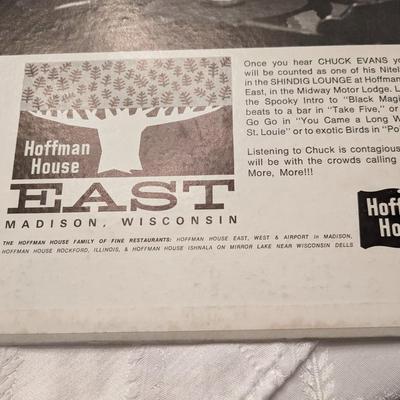 Once you hear CHUCK EVANS
will be counted as one of his
in the SHINDIG LOUNGE at Hoffman
East, in the Midway Motor Lodge.
the Spooky Intro to "Black
beats to a bar in "Take Five," or
Go Go in "You Came a Long
St. Louie" or to exotic Birds in
Listening to Chuck is contagious
will be with the crowds calling
More, More!!!
Hoffman
House
EAST
MADISON, WISCONSIN
THE HOFFMAN HOUSE FAMILY OF FINE RESTAURANTS: HOFFMAN HOUSE EAST, WEST & AIRPORT in MADISON,
HOFFMAN HOUSE ROCKFORD, ILLINOIS, & HOFFMAN HOUSE ISHNALA ON MIRROR LAKE NEAR WISCONSIN DELLS
Hoff
Ho